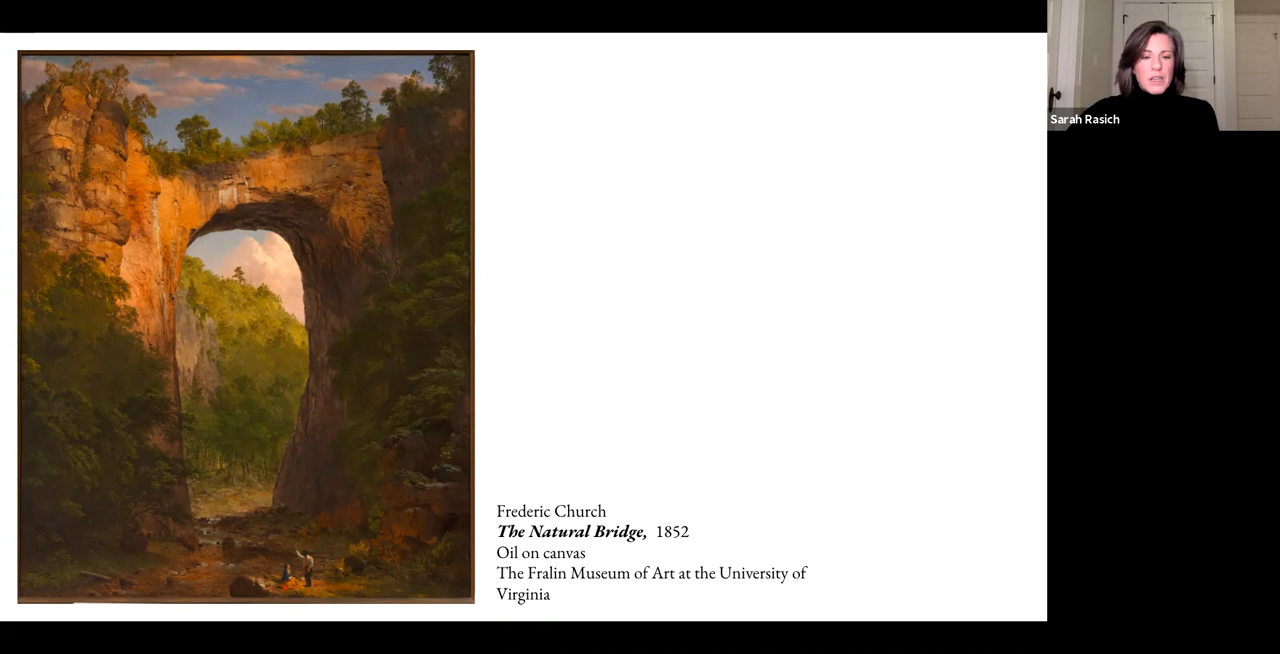 Sarah Rasich
Frederic Church
The Natural Bridge, 1852
Oil on canvas
The Fralin Museum of Art at the University of
Virginia